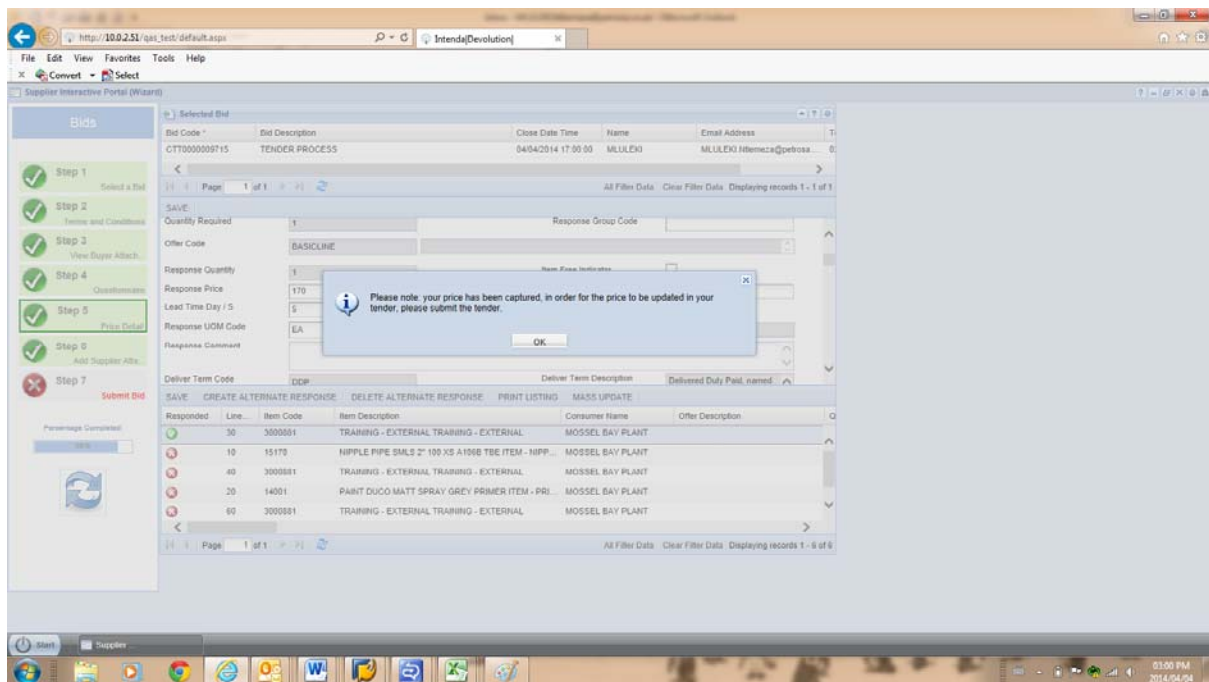 http://10.0.2.51/qas_test/default.aspx
Intenda[Devolution]
File Edit View Favorites Tools Help
Convert Select
Supplier Interactive Portal (Wizard)
Bids
Step 1
Select a Bid
Step 2
Terms and Conditions
Step 3
View Buyer Attach...
Step 4
Questionnaire
Step 5
Price Detail
Step 6
Add Supplier Atta...
Step 7
Submit Bid
Percentage Completed
Selected Bid
Bid Code Bid Description Close Date Time Name Email Address
CTT0000009715 TENDER PROCESS 04/04/2014 17:00:00 MLULEKI MLULEKI.Ntlemeza@petrosa...
Page 1 of 1 All Filter Data Clear Filter Data Displaying records 1 - 1 of 1
SAVE
Quantity Required 1 Response Group Code
Offer Code BASICLINE
Response Quantity 1 Item Free Indicator
Response Price 170
Lead Time Day / S 5
Response UOM Code EA
Response Comment
Please note: your price has been captured, in order for the price to be updated in your
tender, please submit the tender.
OK
Deliver Term Code DDP Deliver Term Description Delivered Duty Paid, named
SAVE CREATE ALTERNATE RESPONSE DELETE ALTERNATE RESPONSE PRINT LISTING MASS UPDATE
Responded Line... Item Code Item Description Consumer Name Offer Description
30 3000881 TRAINING - EXTERNAL TRAINING - EXTERNAL MOSSEL BAY PLANT
10 15170 NIPPLE PIPE SMLS 2" 100 XS A106B TBE ITEM - NIPP... MOSSEL BAY PLANT
40 3000881 TRAINING - EXTERNAL TRAINING - EXTERNAL MOSSEL BAY PLANT
20 14001 PAINT DUCO MATT SPRAY GREY PRIMER ITEM - PRI... MOSSEL BAY PLANT
60 3000881 TRAINING - EXTERNAL TRAINING - EXTERNAL MOSSEL BAY PLANT
Page 1 of 1 All Filter Data Clear Filter Data Displaying records 1 - 6 of 6
Start Supplier ...
03:00 PM
2014/04/04